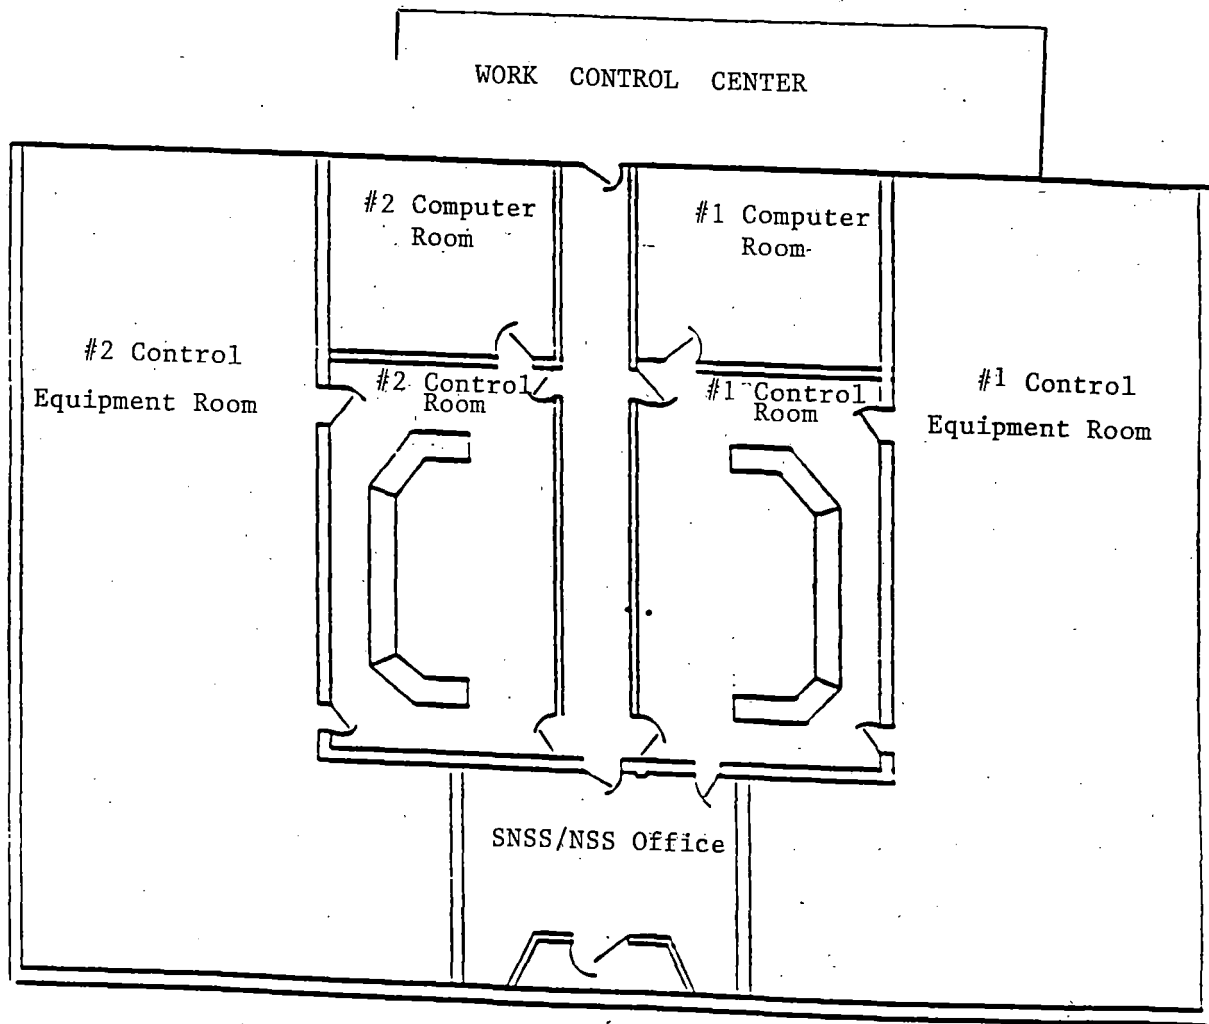 WORK CONTROL CENTER
#2 Computer
Room
#1 Computer
Room
#2 Control
Equipment Room
#2 Control
Room
#1 Control
Room
#1 Control
Equipment Room
SNSS/NSS Office